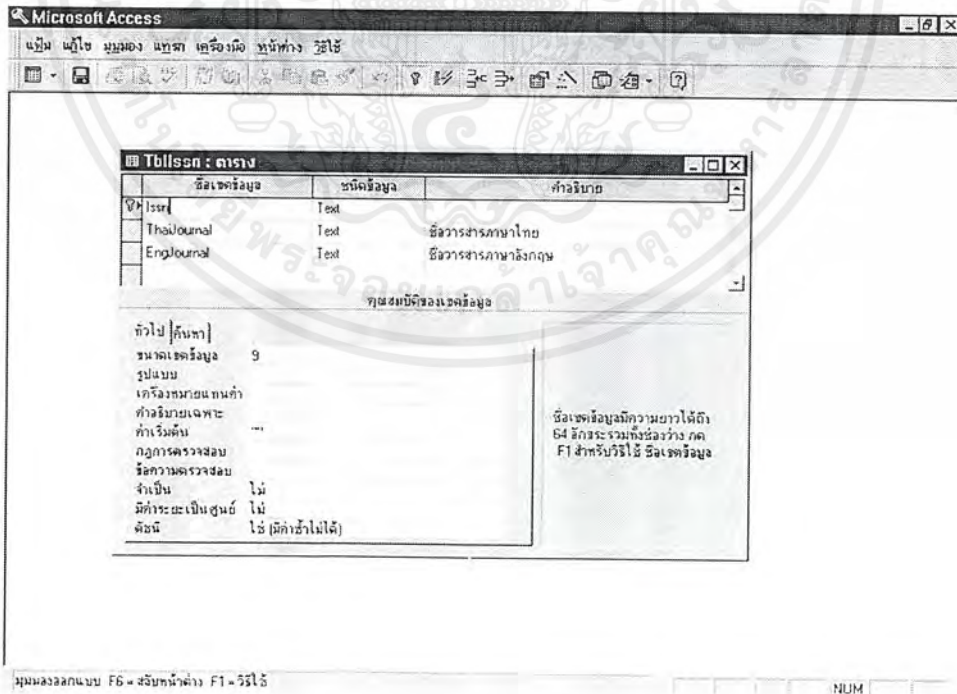 Microsoft Access
แฟ้ม แก้ไข มุมมอง แทรก เครื่องมือ หน้าต่าง วิธีใช้
TblIssn : ตาราง
ชื่อเขตข้อมูล ชนิดข้อมูล คำอธิบาย
Issn Text
ThaiJournal Text ชื่อวารสารภาษาไทย
EngJournal Text ชื่อวารสารภาษาอังกฤษ
คุณสมบัติของเขตข้อมูล
ทั่วไป ค้นหา
ขนาดเขตข้อมูล 9
รูปแบบ
เครื่องหมายแทนค่า
คำอธิบายเฉพาะ
ค่าเริ่มต้น ""
กฎการตรวจสอบ
ข้อความตรวจสอบ
จำเป็น ไม่
มีค่าระยะเป็นศูนย์ ไม่
ดัชนี ใช่ (มีค่าซ้ำไม่ได้)
ชื่อเขตข้อมูลมีความยาวได้ถึง
64 อักขระรวมทั้งช่องว่าง กด
F1 สำหรับวิธีใช้ ชื่อเขตข้อมูล
มุมมองออกแบบ F6 = สลับหน้าต่าง F1 = วิธีใช้
NUM